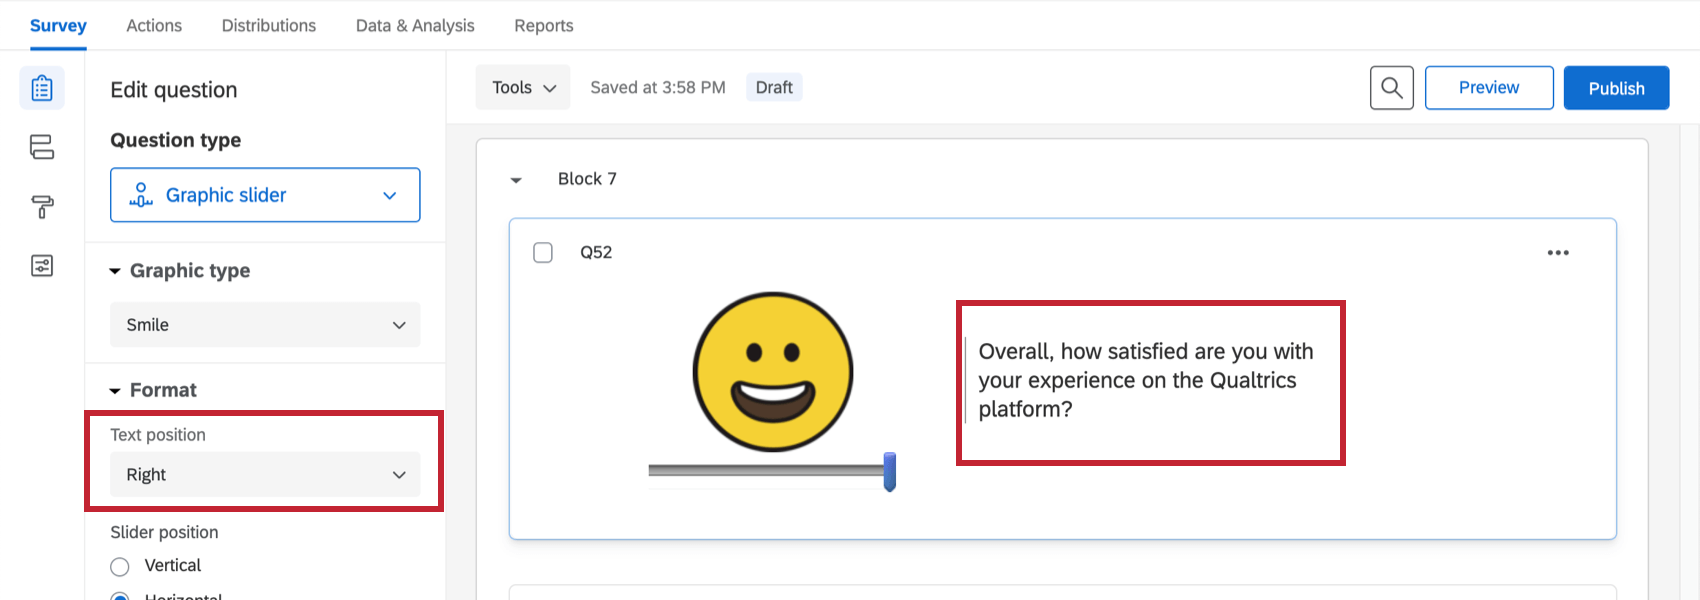 Survey
Actions
Distributions
Data & Analysis
Reports
Edit question
Question type
Graphic slider
Graphic type
Smile
Format
Text position
Right
Slider position
Vertical
Horizontal
Tools
Saved at 3:58 PM
Draft
Preview
Publish
Block 7
Q52
Overall, how satisfied are you with
your experience on the Qualtrics
platform?